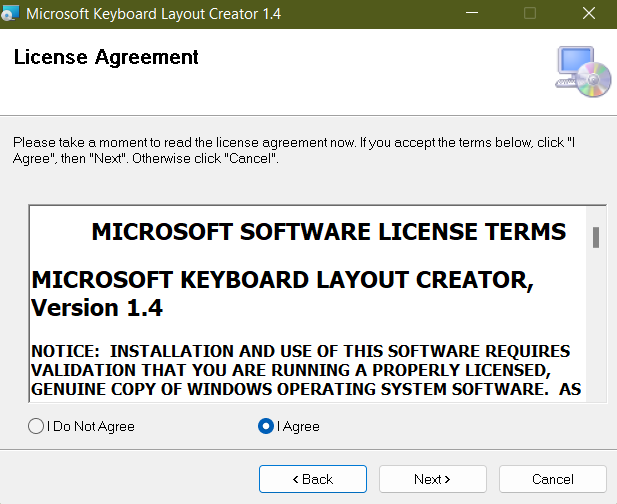 Microsoft Keyboard Layout Creator 1.4
License Agreement
Please take a moment to read the license agreement now. If you accept the terms below, click "I
Agree", then "Next". Otherwise click "Cancel".
MICROSOFT SOFTWARE LICENSE TERMS
MICROSOFT KEYBOARD LAYOUT CREATOR,
Version 1.4
NOTICE:  INSTALLATION AND USE OF THIS SOFTWARE REQUIRES
VALIDATION THAT YOU ARE RUNNING A PROPERLY LICENSED,
GENUINE COPY OF WINDOWS OPERATING SYSTEM SOFTWARE.  AS
I Do Not Agree I Agree
< Back Next > Cancel